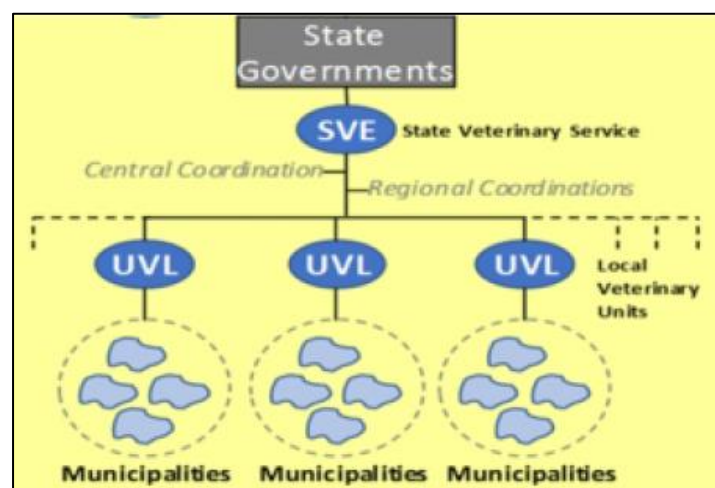 State
Governments
SVE State Veterinary Service
Central Coordination
Regional Coordinations
UVL UVL UVL Local
Veterinary
Units
Municipalities Municipalities Municipalities